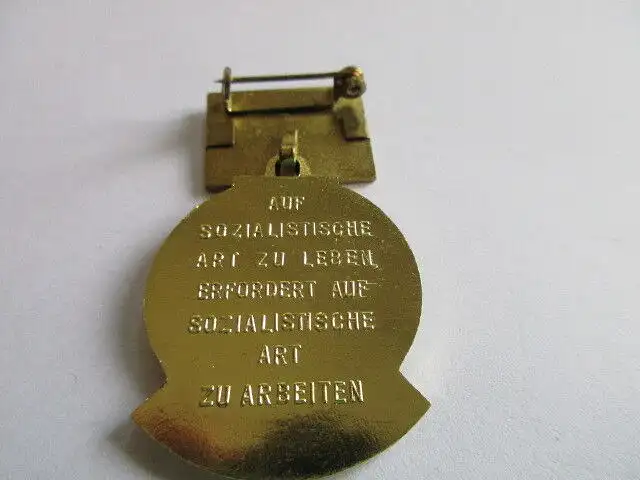 AUF
SOZIALISTISCHE
ART ZU LEBEN,
ERFORDERT AUF
SOZIALISTISCHE
ART
ZU ARBEITEN